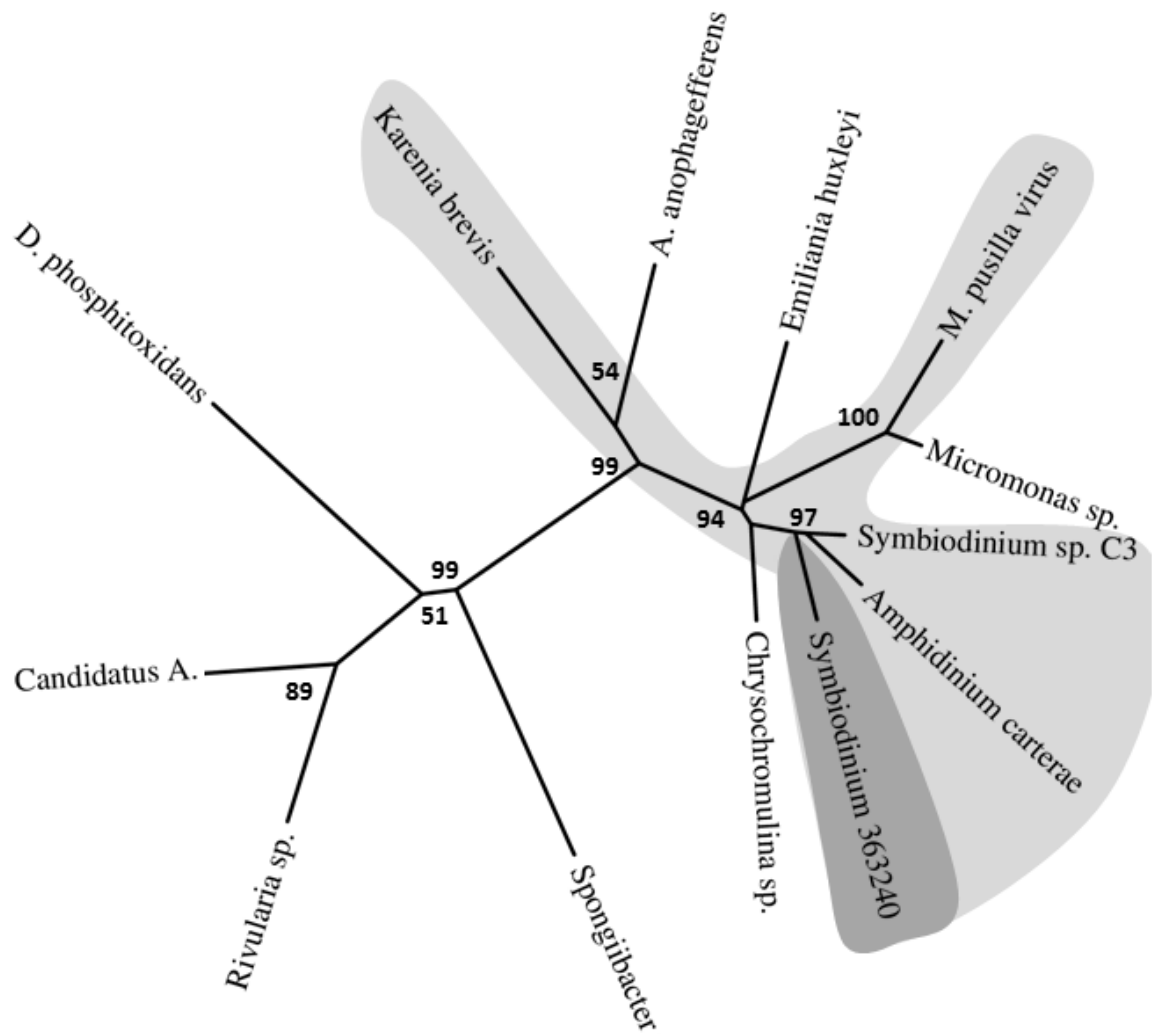 A. anophagefferens
Karenia brevis
Emiliania huxleyi
M. pusilla virus
D. phosphitoxidans
54
100
Micromonas sp.
99
94
97
Symbiodinium sp. C3
99
51
Amphidinium carterae
Candidatus A.
89
Chrysochromulina sp.
Symbiodinium 363240
Rivularia sp.
Spongiibacter